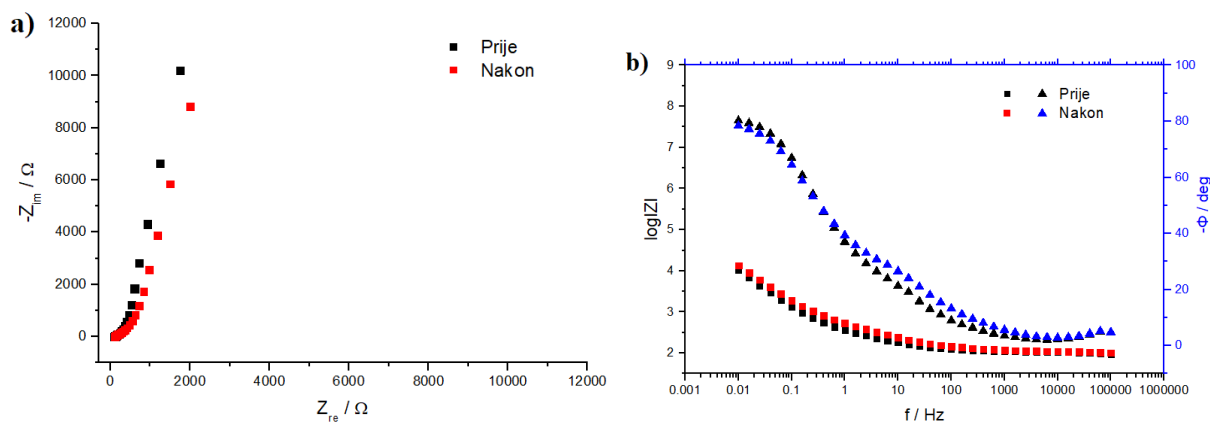 a)
12000
10000
8000
6000
4000
2000
0
-Z_Im / Ω
Prije
Nakon
0 2000 4000 6000 8000 10000 12000
Z_re / Ω
b)
9
8
7
6
5
4
3
2
logIZI
Prije
Nakon
100
80
60
40
20
0
-Φ / deg
0.001 0.01 0.1 1 10 100 1000 10000 100000 1000000
f / Hz